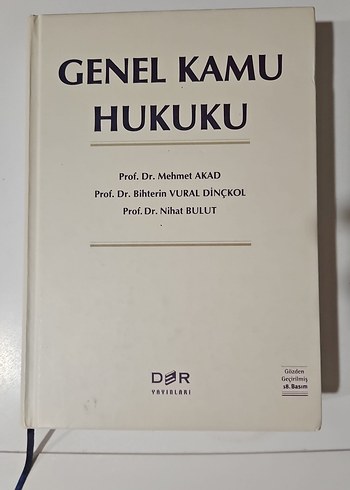 GENEL KAMU
HUKUKU
Prof. Dr. Mehmet AKAD
Prof. Dr. Bihterin VURAL DİNÇKOL
Prof. Dr. Nihat BULUT
DER
YAYINLARI
Gözden
Geçirilmiş
18. Basım